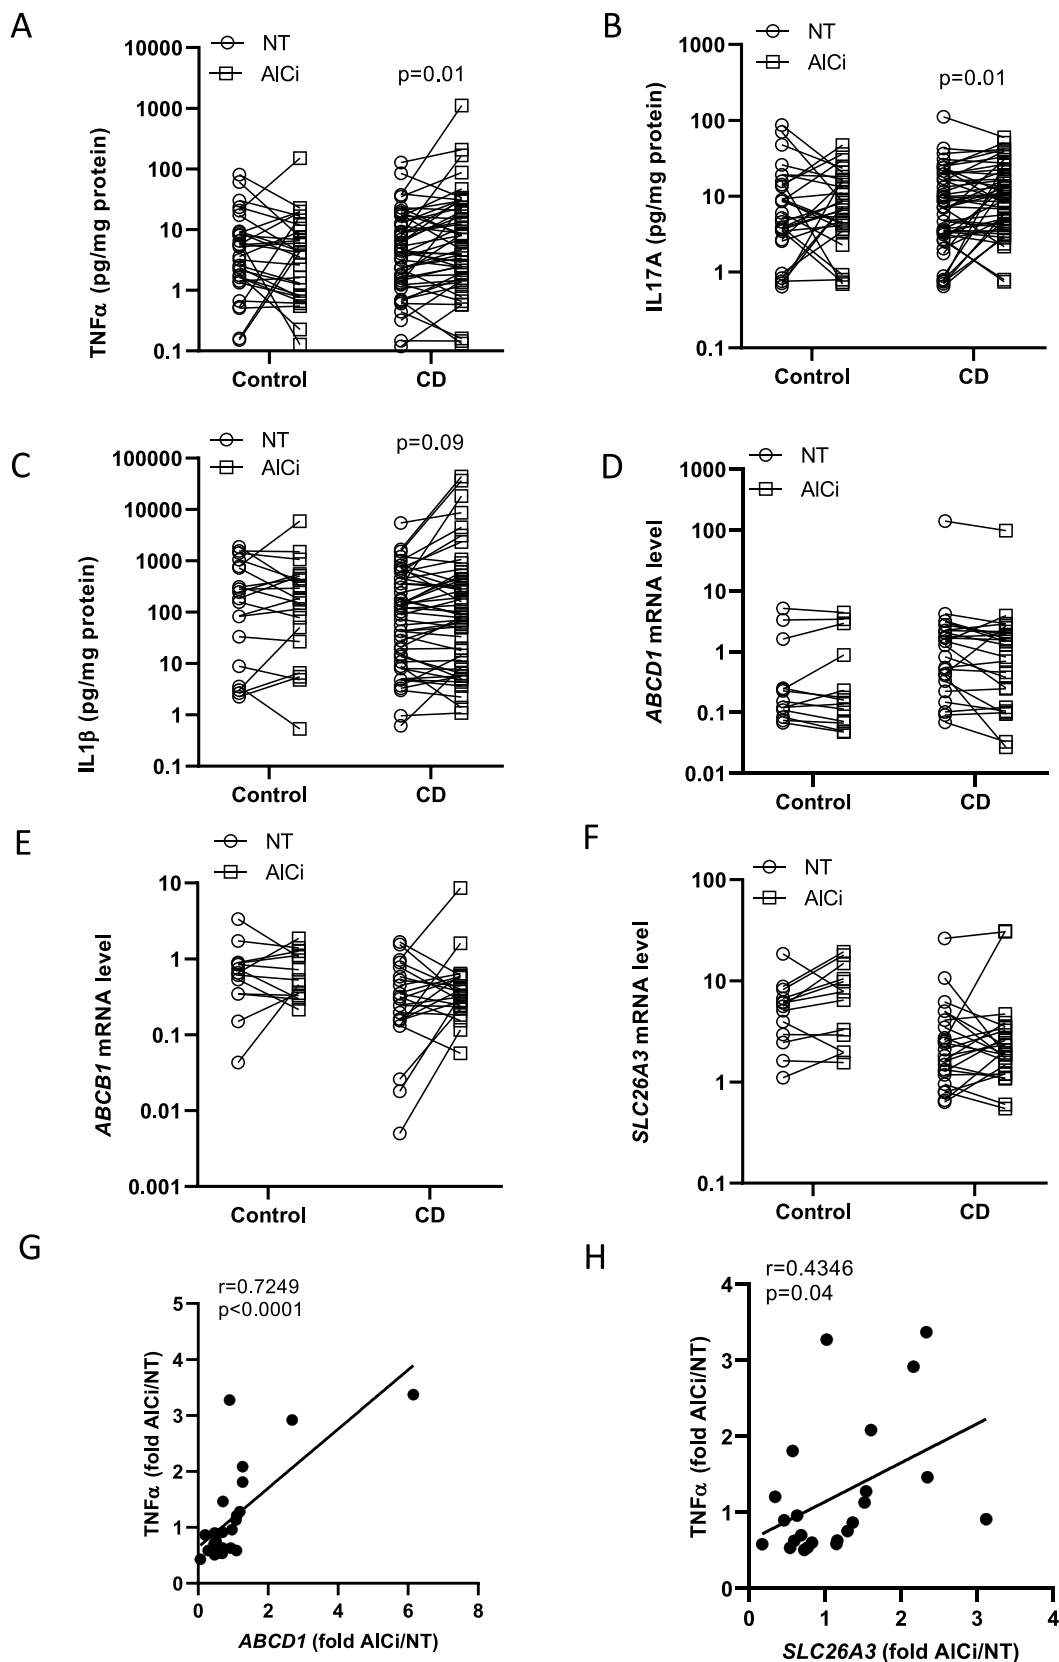 A
NT
AlCi
p=0.01
TNFα (pg/mg protein)
10000
1000
100
10
1
0.1
Control
CD
B
NT
AlCi
p=0.01
IL17A (pg/mg protein)
1000
100
10
1
0.1
Control
CD
C
NT
AlCi
p=0.09
IL1β (pg/mg protein)
100000
10000
1000
100
10
1
0.1
Control
CD
D
NT
AlCi
ABCD1 mRNA level
1000
100
10
1
0.1
0.01
Control
CD
E
NT
AlCi
ABCB1 mRNA level
10
1
0.1
0.01
0.001
Control
CD
F
NT
AlCi
SLC26A3 mRNA level
100
10
1
0.1
Control
CD
G
r=0.7249
p<0.0001
TNFα (fold AlCi/NT)
5
4
3
2
1
0
0 2 4 6 8
ABCD1 (fold AlCi/NT)
H
r=0.4346
p=0.04
TNFα (fold AlCi/NT)
4
3
2
1
0
0 1 2 3 4
SLC26A3 (fold AlCi/NT)